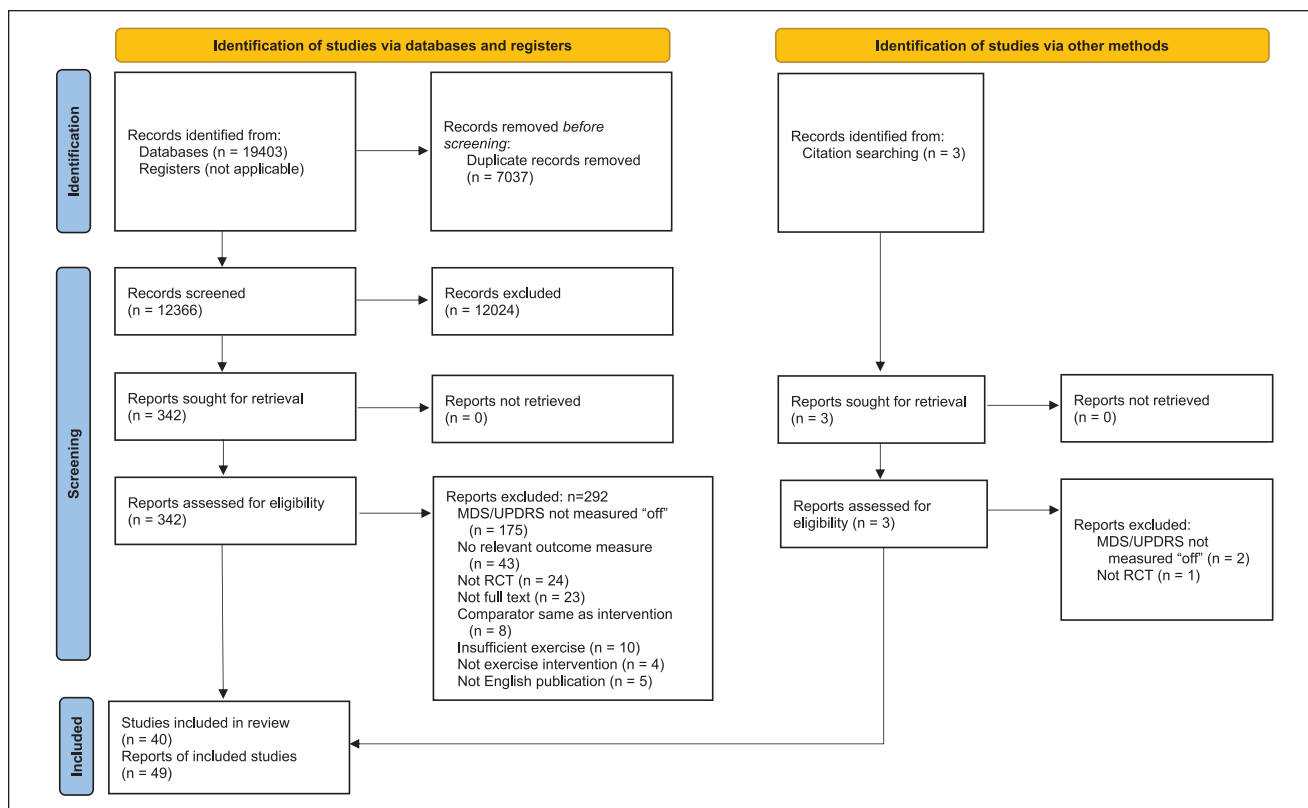 Identification of studies via databases and registers
Identification of studies via other methods
Identification
Records identified from:
Databases (n = 19403)
Registers (not applicable)
Records removed before
screening:
Duplicate records removed
(n = 7037)
Records identified from:
Citation searching (n = 3)
Screening
Records screened
(n = 12366)
Records excluded
(n = 12024)
Reports sought for retrieval
(n = 342)
Reports not retrieved
(n = 0)
Reports sought for retrieval
(n = 3)
Reports not retrieved
(n = 0)
Reports assessed for eligibility
(n = 342)
Reports excluded: n=292
MDS/UPDRS not measured “off”
(n = 175)
No relevant outcome measure
(n = 43)
Not RCT (n = 24)
Not full text (n = 23)
Comparator same as intervention
(n = 8)
Insufficient exercise (n = 10)
Not exercise intervention (n = 4)
Not English publication (n = 5)
Reports assessed for
eligibility (n = 3)
Reports excluded:
MDS/UPDRS not
measured “off” (n = 2)
Not RCT (n = 1)
Included
Studies included in review
(n = 40)
Reports of included studies
(n = 49)